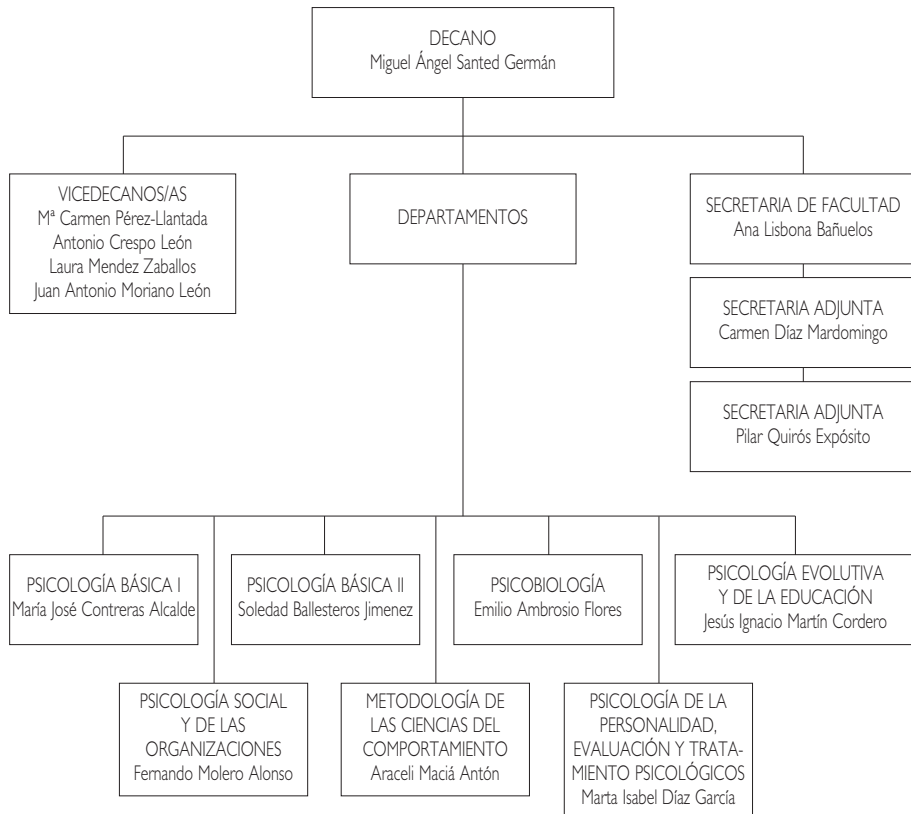 DECANO
Miguel Ángel Santed Germán
VICEDECANOS/AS
Mª Carmen Pérez-Llantada
Antonio Crespo León
Laura Mendez Zaballos
Juan Antonio Moriano León
DEPARTAMENTOS
SECRETARIA DE FACULTAD
Ana Lisbona Bañuelos
SECRETARIA ADJUNTA
Carmen Díaz Mardomingo
SECRETARIA ADJUNTA
Pilar Quirós Expósito
PSICOLOGÍA BÁSICA I
María José Contreras Alcalde
PSICOLOGÍA BÁSICA II
Soledad Ballesteros Jimenez
PSICOBIOLOGÍA
Emilio Ambrosio Flores
PSICOLOGÍA EVOLUTIVA
Y DE LA EDUCACIÓN
Jesús Ignacio Martín Cordero
PSICOLOGÍA SOCIAL
Y DE LAS
ORGANIZACIONES
Fernando Molero Alonso
METODOLOGÍA DE
LAS CIENCIAS DEL
COMPORTAMIENTO
Araceli Maciá Antón
PSICOLOGÍA DE LA
PERSONALIDAD,
EVALUACIÓN Y TRATA-
MIENTO PSICOLÓGICOS
Marta Isabel Díaz García